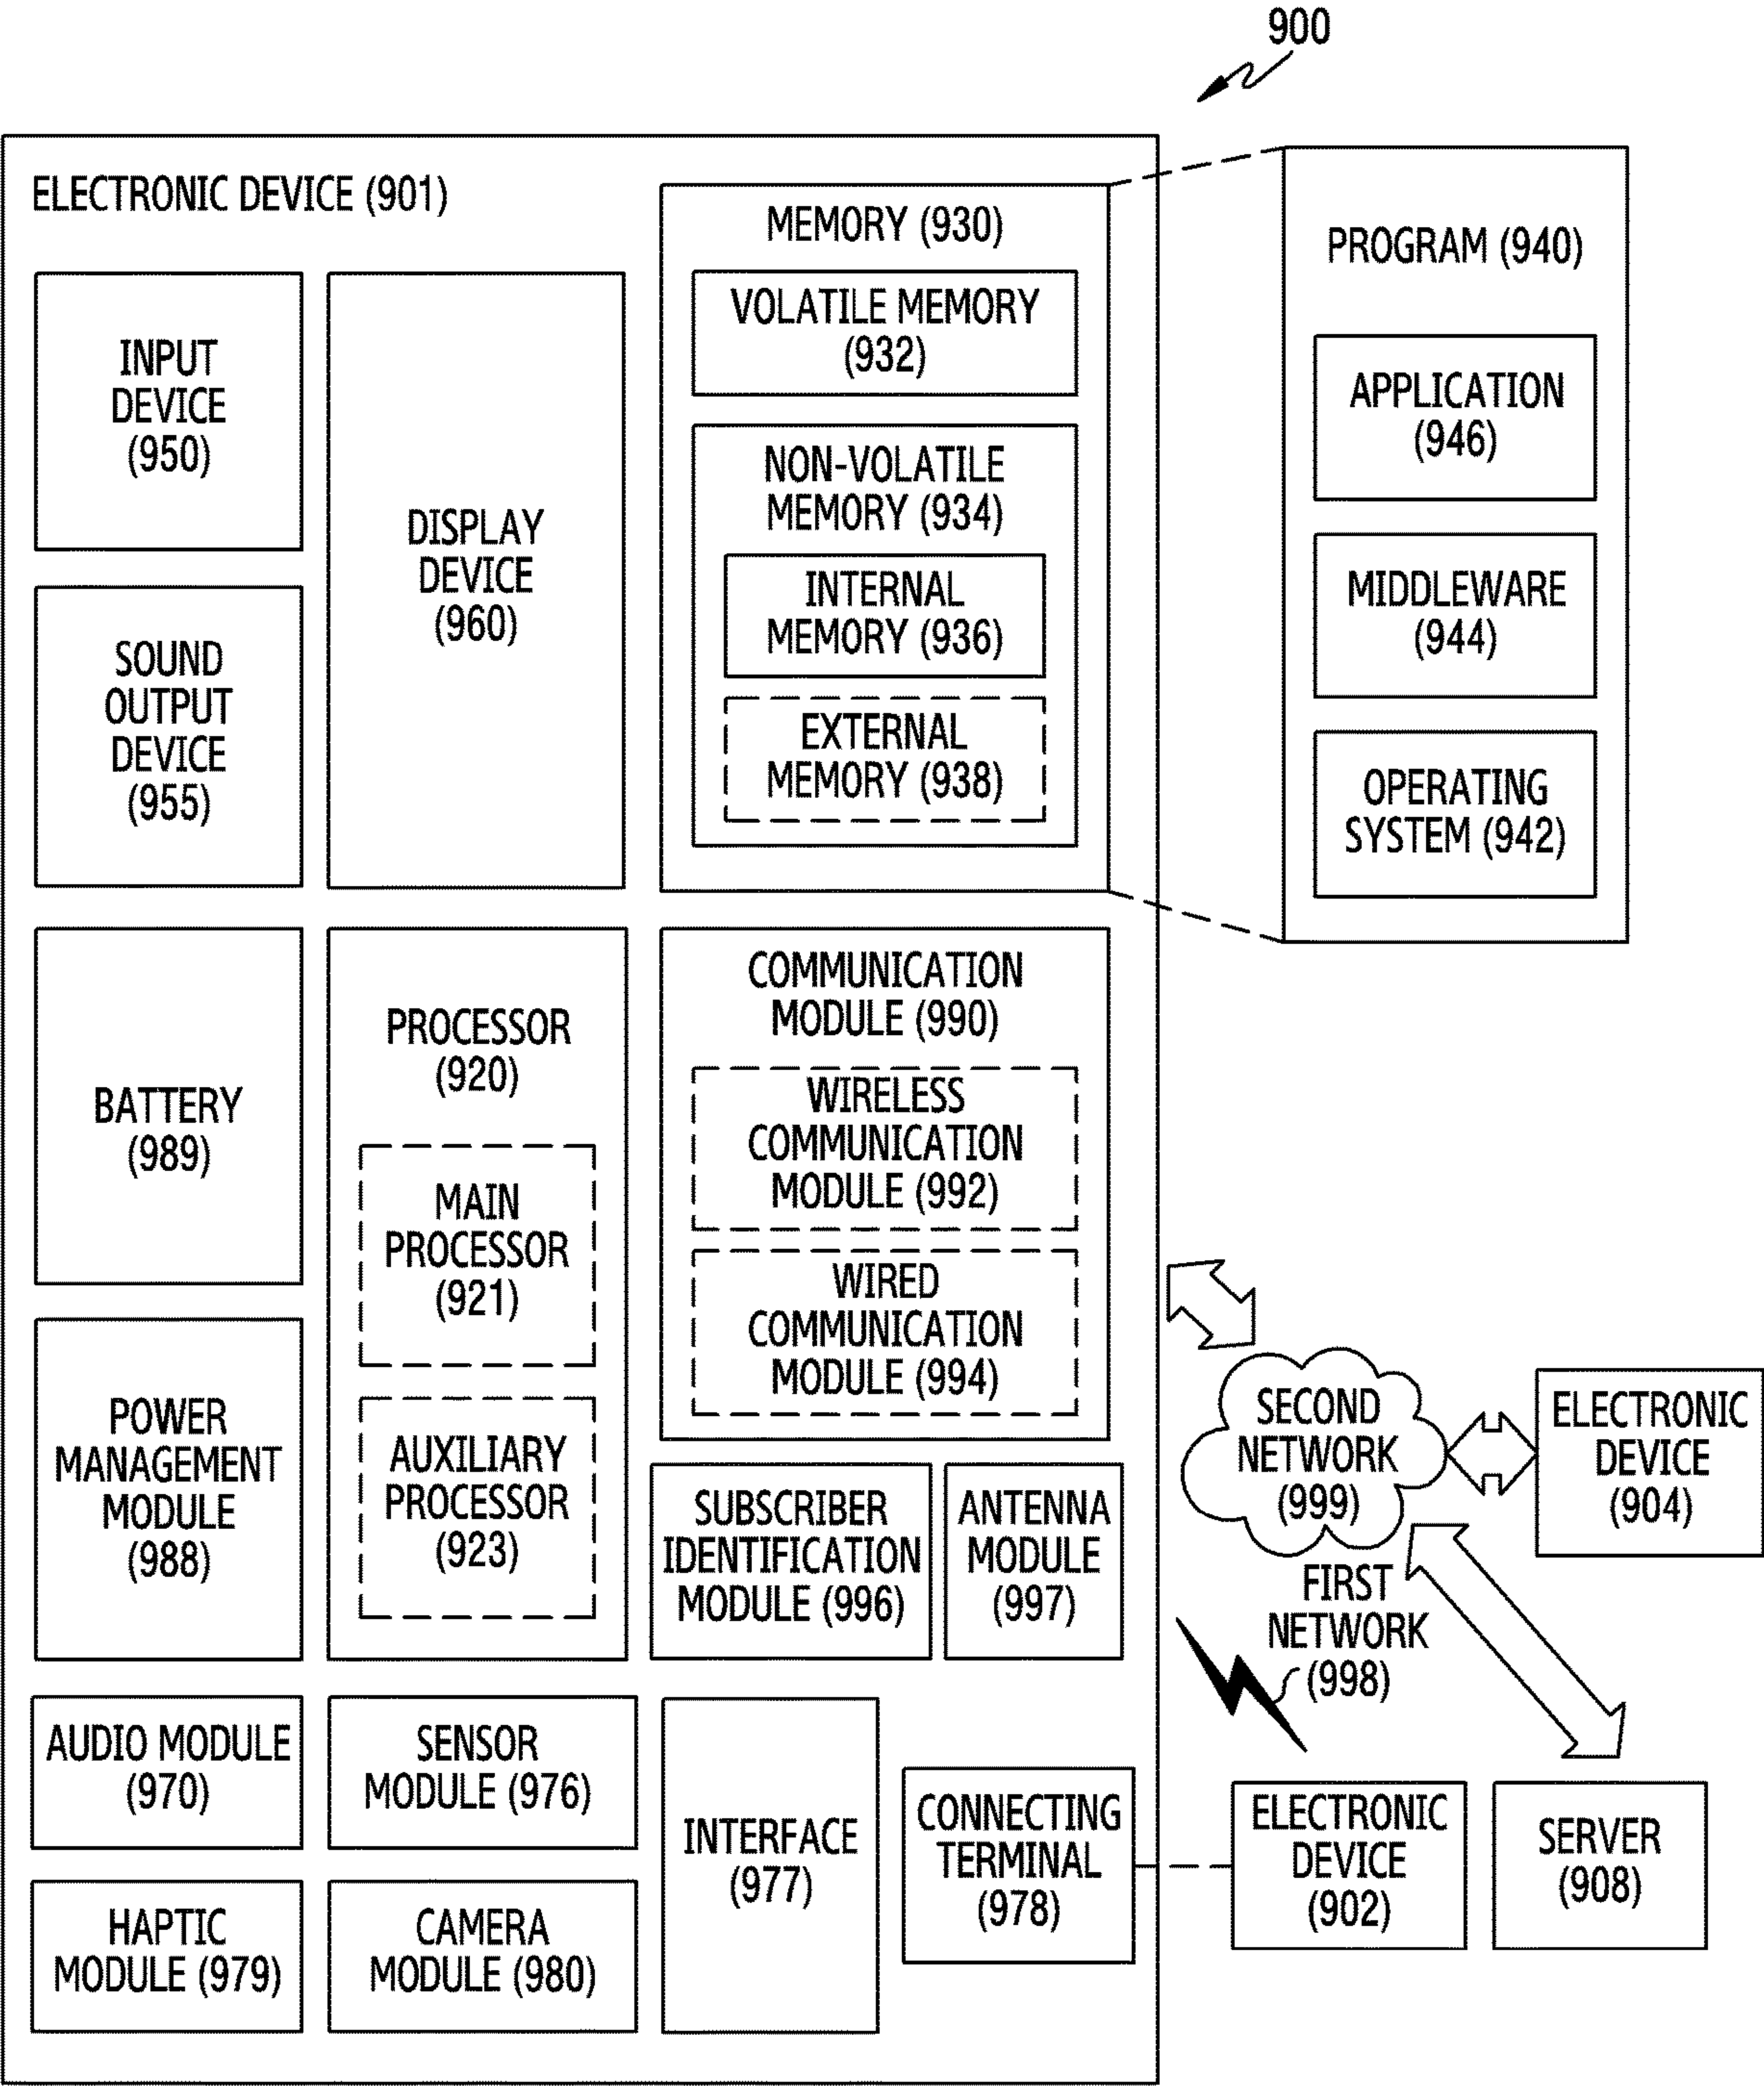 900
ELECTRONIC DEVICE (901)
INPUT
DEVICE
(950)
SOUND
OUTPUT
DEVICE
(955)
DISPLAY
DEVICE
(960)
MEMORY (930)
VOLATILE MEMORY
(932)
NON-VOLATILE
MEMORY (934)
INTERNAL
MEMORY (936)
EXTERNAL
MEMORY (938)
PROGRAM (940)
APPLICATION
(946)
MIDDLEWARE
(944)
OPERATING
SYSTEM (942)
BATTERY
(989)
POWER
MANAGEMENT
MODULE
(988)
PROCESSOR
(920)
MAIN
PROCESSOR
(921)
AUXILIARY
PROCESSOR
(923)
COMMUNICATION
MODULE (990)
WIRELESS
COMMUNICATION
MODULE (992)
WIRED
COMMUNICATION
MODULE (994)
SUBSCRIBER
IDENTIFICATION
MODULE (996)
ANTENNA
MODULE
(997)
SECOND
NETWORK
(999)
ELECTRONIC
DEVICE
(904)
FIRST
NETWORK
(998)
AUDIO MODULE
(970)
SENSOR
MODULE (976)
HAPTIC
MODULE (979)
CAMERA
MODULE (980)
INTERFACE
(977)
CONNECTING
TERMINAL
(978)
ELECTRONIC
DEVICE
(902)
SERVER
(908)